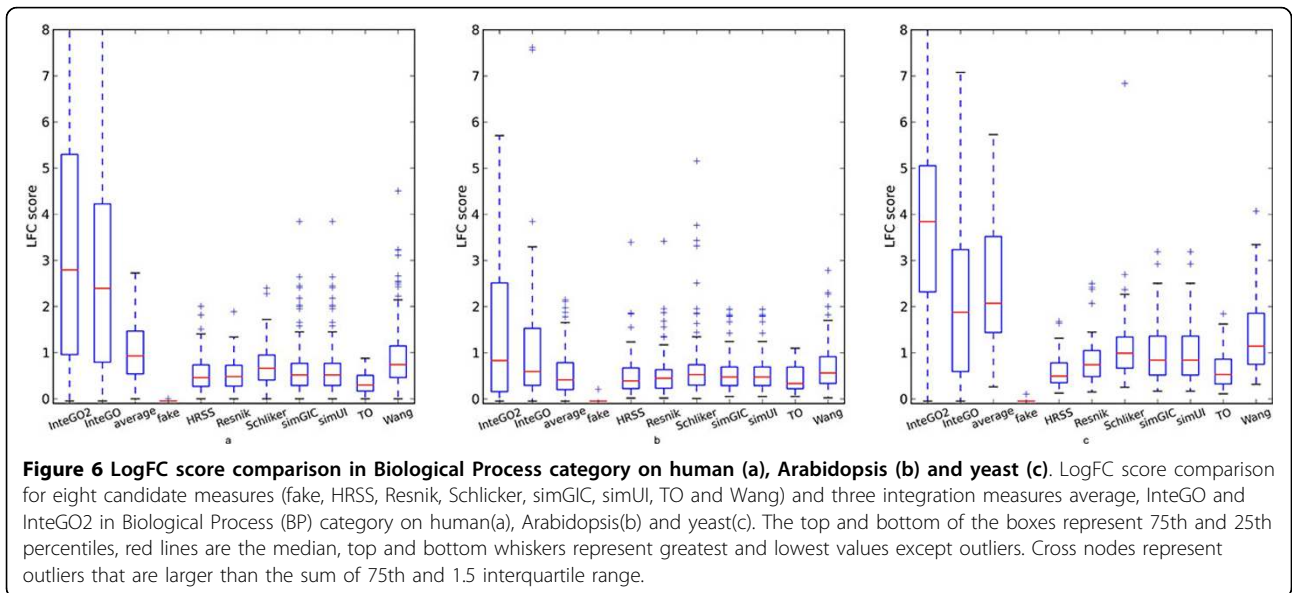 8
7
6
5
4
3
2
1
0
LFC score
InteGO2 InteGO average fake HRSS Resnik Schliker simGIC simUI TO Wang
a
8
7
6
5
4
3
2
1
0
LFC score
InteGO2 InteGO average fake HRSS Resnik Schliker simGIC simUI TO Wang
b
8
7
6
5
4
3
2
1
0
LFC score
InteGO2 InteGO average fake HRSS Resnik Schliker simGIC simUI TO Wang
c
Figure 6 LogFC score comparison in Biological Process category on human (a), Arabidopsis (b) and yeast (c). LogFC score comparison
for eight candidate measures (fake, HRSS, Resnik, Schlicker, simGIC, simUI, TO and Wang) and three integration measures average, InteGO and
InteGO2 in Biological Process (BP) category on human(a), Arabidopsis(b) and yeast(c). The top and bottom of the boxes represent 75th and 25th
percentiles, red lines are the median, top and bottom whiskers represent greatest and lowest values except outliers. Cross nodes represent
outliers that are larger than the sum of 75th and 1.5 interquartile range.